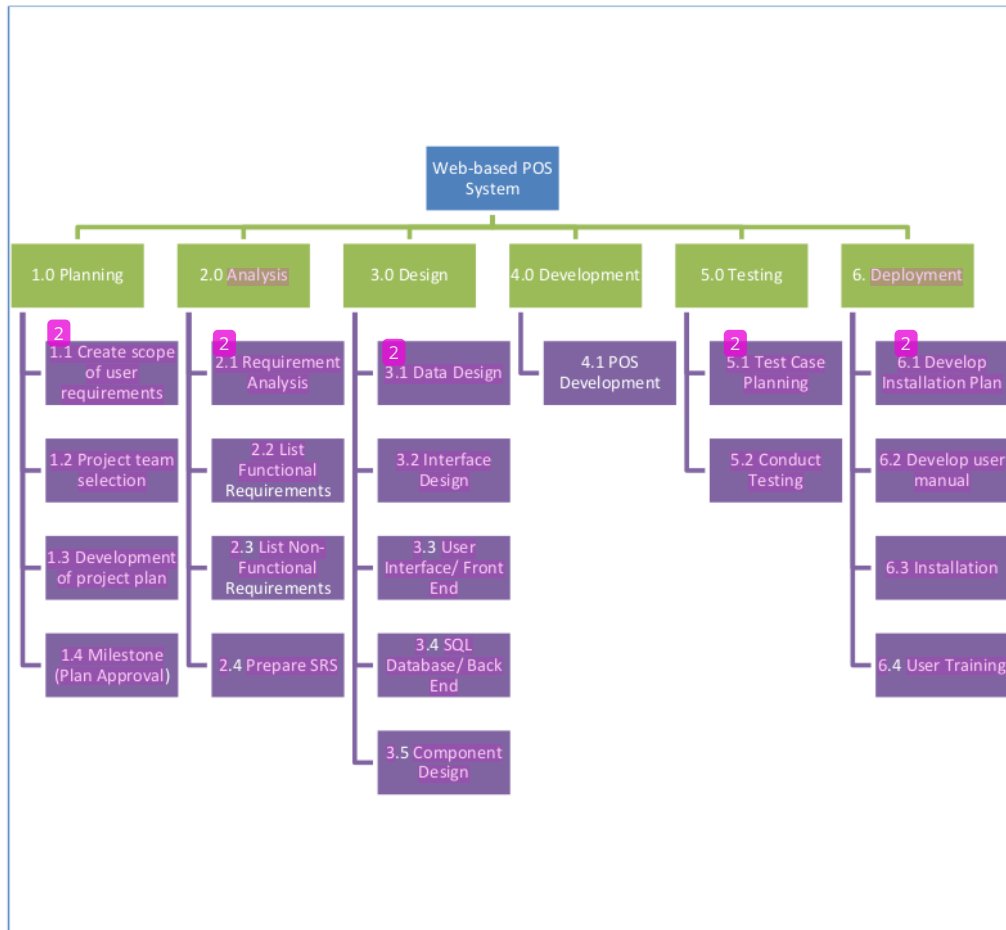 Web-based POS
System
1.0 Planning
2.0 Analysis
3.0 Design
4.0 Development
5.0 Testing
6. Deployment
2
1.1 Create scope
of user
requirements
1.2 Project team
selection
1.3 Development
of project plan
1.4 Milestone
(Plan Approval)
2
2.1 Requirement
Analysis
2.2 List
Functional
Requirements
2.3 List Non-
Functional
Requirements
2.4 Prepare SRS
2
3.1 Data Design
3.2 Interface
Design
3.3 User
Interface/ Front
End
3.4 SQL
Database/ Back
End
3.5 Component
Design
4.1 POS
Development
2
5.1 Test Case
Planning
5.2 Conduct
Testing
2
6.1 Develop
Installation Plan
6.2 Develop user
manual
6.3 Installation
6.4 User Training